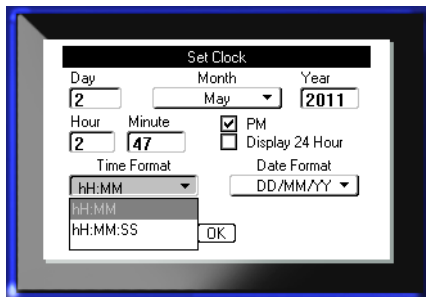 Set Clock
Day Month Year
2 May 2011
Hour Minute PM
2 47 Display 24 Hour
Time Format Date Format
hH:MM DD/MM/YY
hH:MM
hH:MM:SS
OK